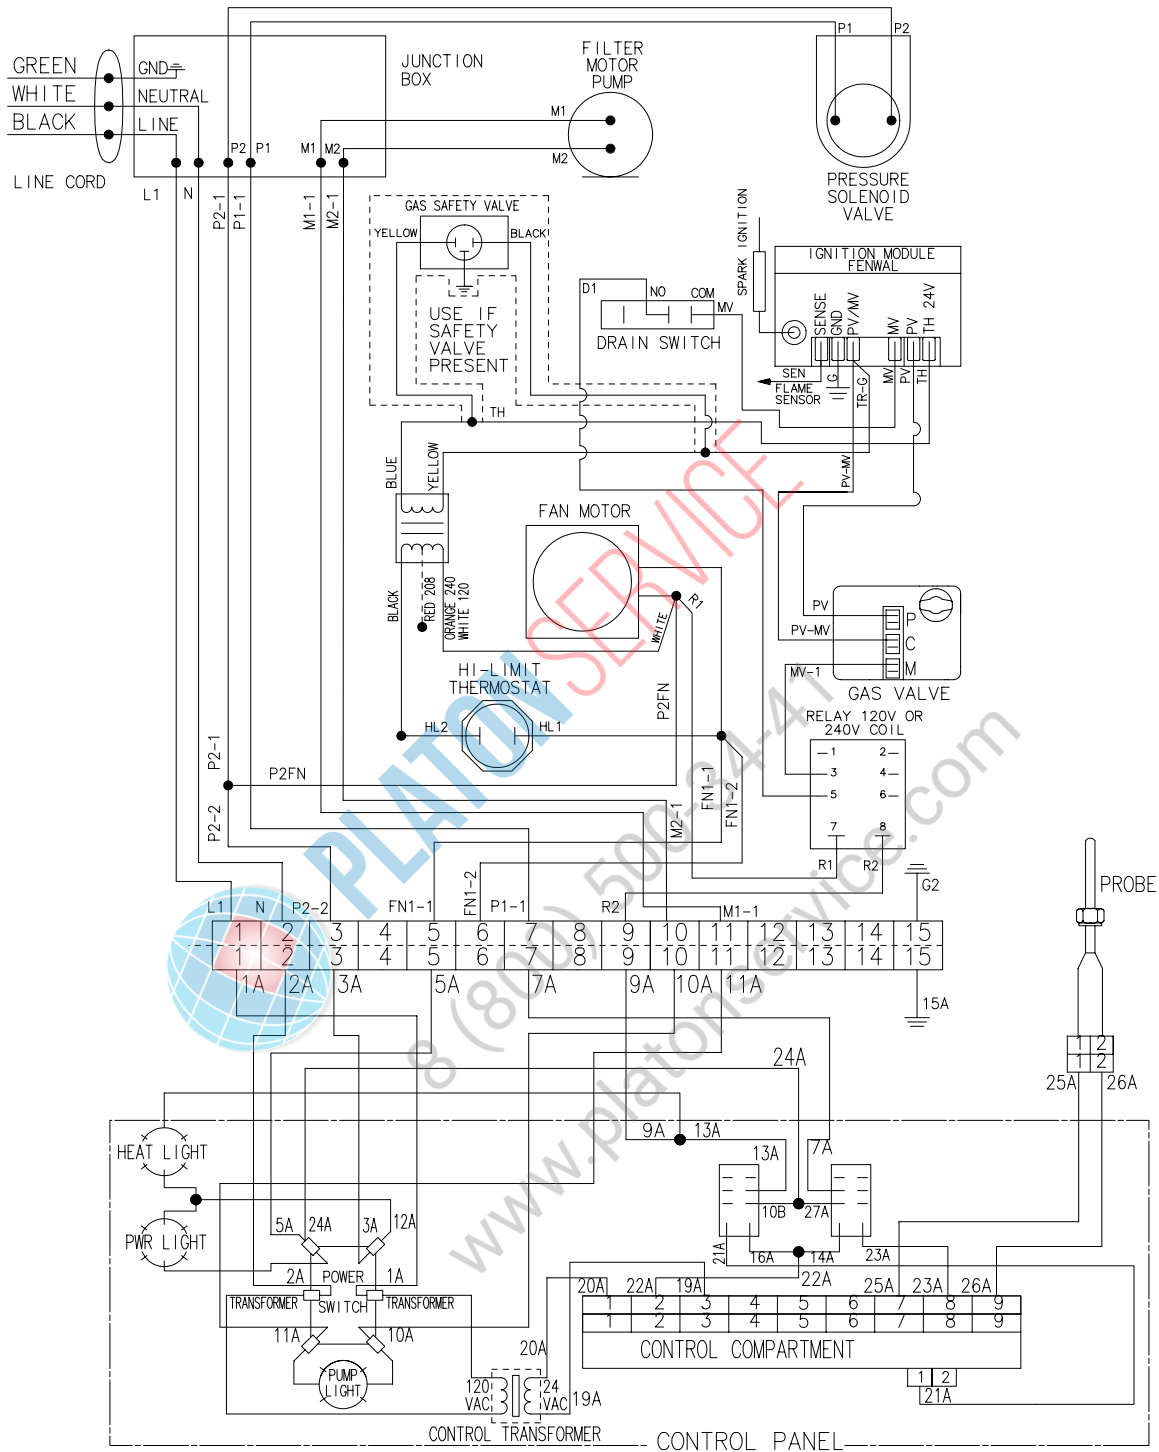 P1 P2
GREEN
GND
JUNCTION
BOX
FILTER
MOTOR
PUMP
WHITE
NEUTRAL
BLACK
LINE
M1
P2 P1
M1 M2
M2
LINE CORD
L1 N
P2-1
P1-1
M1-1
M2-1
PRESSURE
SOLENOID
VALVE
GAS SAFETY VALVE
YELLOW
BLACK
SPARK IGNITION
IGNITION MODULE
FENWAL
D1
NO
COM
MV
DRAIN SWITCH
USE IF
SAFETY
VALVE
PRESENT
SENSE
GND
PV/MV
MV
PV
TH 24V
SEN
FLAME
SENSOR
G
TR-G
MV
PV
TH
TH
BLUE
YELLOW
PV-MV
FAN MOTOR
BLACK
RED 208
ORANGE 240
WHITE 120
WHITE
R1
PV
P
PV-MV
C
MV-1
M
GAS VALVE
HI-LIMIT
THERMOSTAT
HL2
HL1
P2FN
RELAY 120V OR
240V COIL
1 2
3 4
5 6
7 8
R1
R2
P2-1
P2FN
P2-2
FN1-1
FN1-2
M2-1
PLATONSERVICE
8 (800) 500-34-41
www.platonservice.com
G2
PROBE
L1 N P2-2 FN1-1 FN1-2 P1-1 R2 M1-1
1 2 3 4 5 6 7 8 9 10 11 12 13 14 15
1 2 3 4 5 6 7 8 9 10 11 12 13 14 15
1A 2A 3A 5A 7A 9A 10A 11A
15A
1 2
1 2
25A 26A
24A
9A 13A
13A
7A
HEAT LIGHT
PWR LIGHT
5A 24A 3A 12A
10B 27A
21A 16A 14A 23A
22A
2A POWER 1A
TRANSFORMER SWITCH TRANSFORMER
20A 22A 19A 25A 23A 26A
1 2 3 4 5 6 7 8 9
1 2 3 4 5 6 7 8 9
11A 10A
PUMP
LIGHT
20A
CONTROL COMPARTMENT
1 2
21A
120
VAC
24
VAC
19A
CONTROL TRANSFORMER
CONTROL PANEL